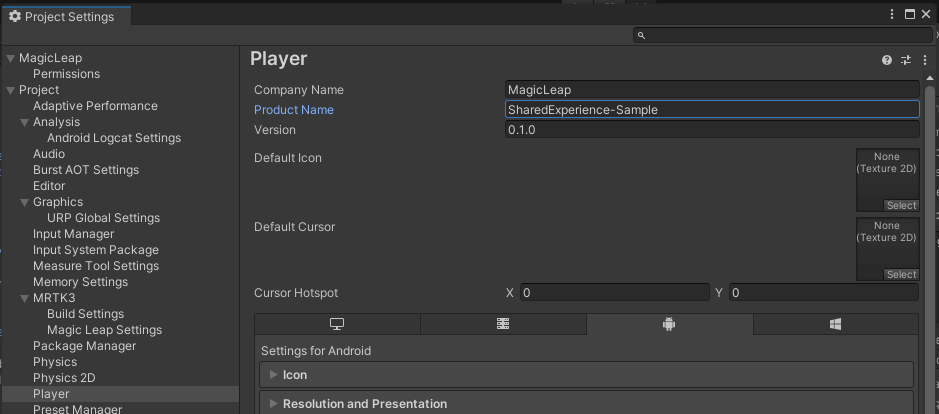 Project Settings
MagicLeap
Permissions
Project
Adaptive Performance
Analysis
Android Logcat Settings
Audio
Burst AOT Settings
Editor
Graphics
URP Global Settings
Input Manager
Input System Package
Measure Tool Settings
Memory Settings
MRTK3
Build Settings
Magic Leap Settings
Package Manager
Physics
Physics 2D
Player
Preset Manager
Player
Company Name MagicLeap
Product Name SharedExperience-Sample
Version 0.1.0
Default Icon
None
(Texture 2D)
Select
Default Cursor
None
(Texture 2D)
Select
Cursor Hotspot X 0 Y 0
Settings for Android
Icon
Resolution and Presentation